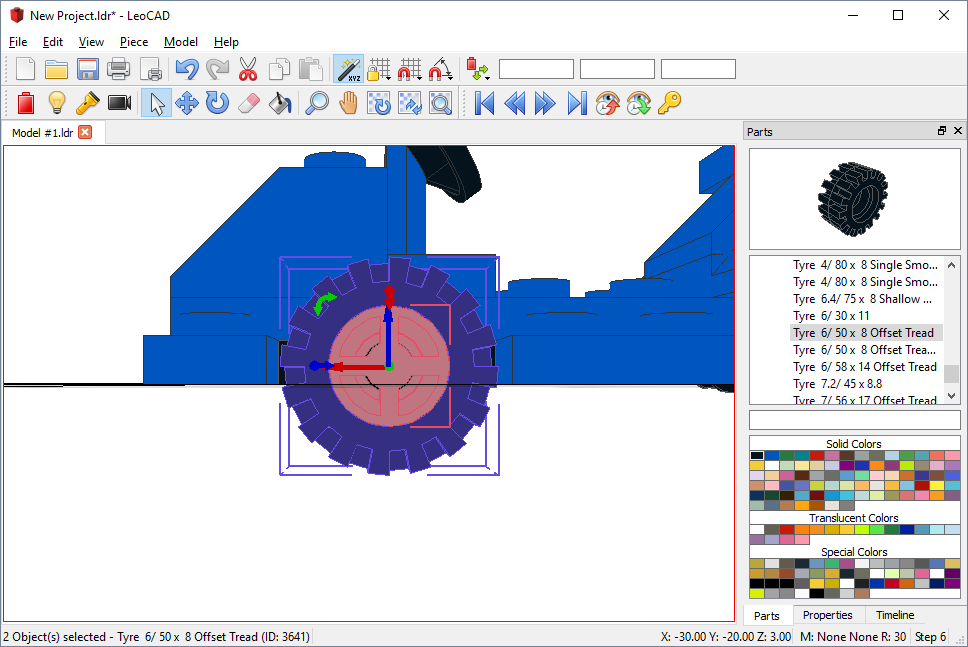 New Project.ldr* - LeoCAD
File Edit View Piece Model Help
XYZ
Model #1.ldr
Parts
Tyre 4/ 80 x 8 Single Smo...
Tyre 4/ 80 x 8 Single Smo...
Tyre 6.4/ 75 x 8 Shallow ...
Tyre 6/ 30 x 11
Tyre 6/ 50 x 8 Offset Tread
Tyre 6/ 50 x 8 Offset Trea...
Tyre 6/ 58 x 14 Offset Tread
Tyre 7.2/ 45 x 8.8
Tyre 7/ 56 x 17 Offset Tread
Solid Colors
Translucent Colors
Special Colors
Parts Properties Timeline
2 Object(s) selected - Tyre 6/ 50 x 8 Offset Tread (ID: 3641)
X: -30.00 Y: -20.00 Z: 3.00 M: None None R: 30 Step 6